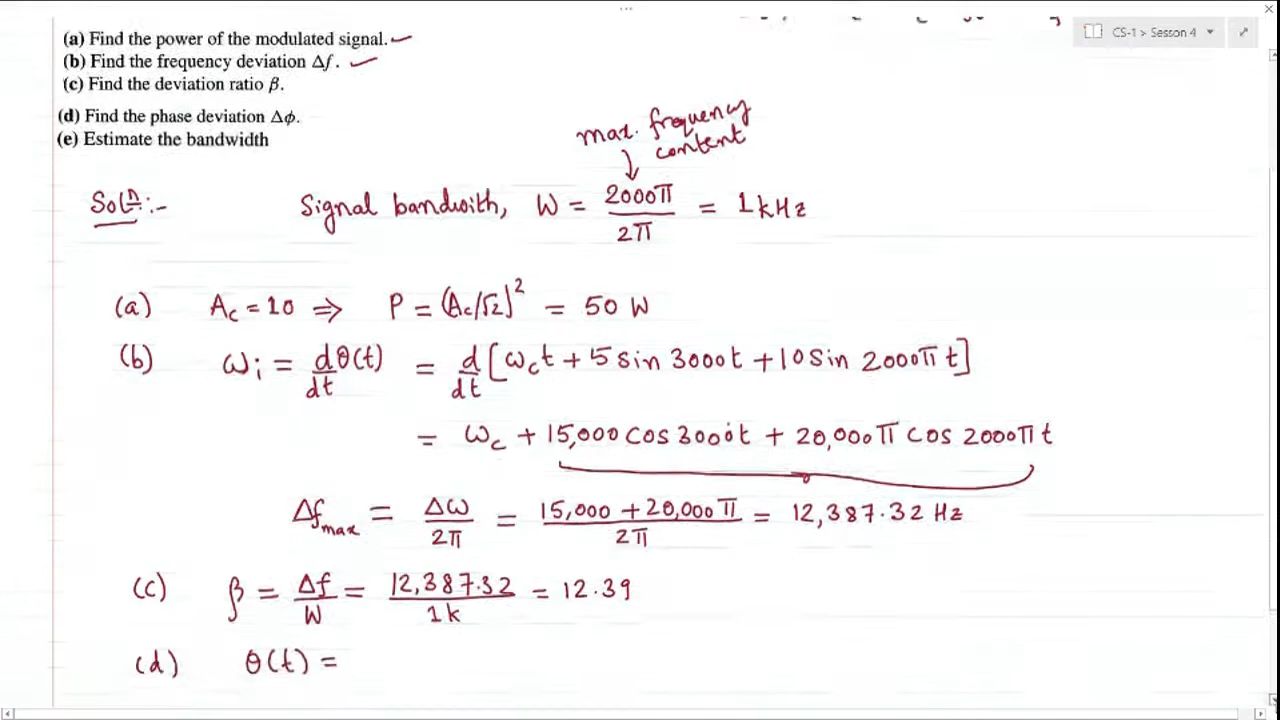 CS-1 > Sesson 4
(a) Find the power of the modulated signal.
(b) Find the frequency deviation Δf.
(c) Find the deviation ratio β.
(d) Find the phase deviation Δϕ.
(e) Estimate the bandwidth
max. frequency content
Soln:- Signal bandwith, W = 2000π/2π = 1kHz
(a) Ac = 10 ⇒ P = (Ac/√2)² = 50 W
(b) ωi = dθ(t)/dt = d/dt [ωct + 5 sin 3000t + 10 sin 2000π t]
= ωc + 15,000 cos 3000t + 20,000π cos 2000π t
Δfmax = Δω/2π = 15,000 + 20,000π/2π = 12,387.32 Hz
(c) β = Δf/W = 12,387.32/1k = 12.39
(d) θ(t) =